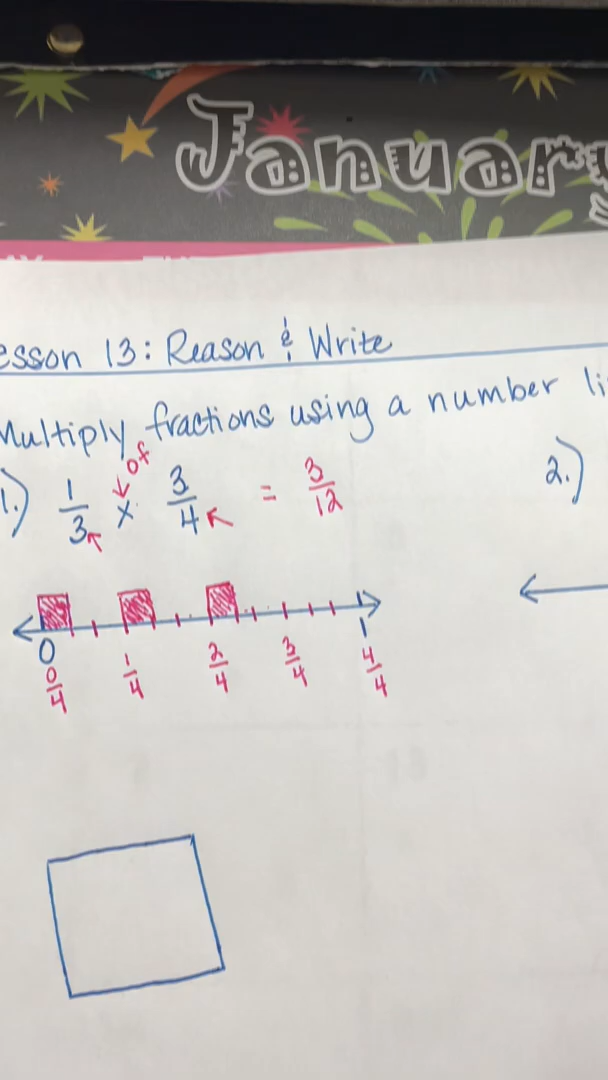 January
esson 13: Reason & Write
Multiply fractions using a number li
of
1.) 1/3 x 3/4 = 3/12
2.)
0 1
0/4 1/4 2/4 3/4 4/4